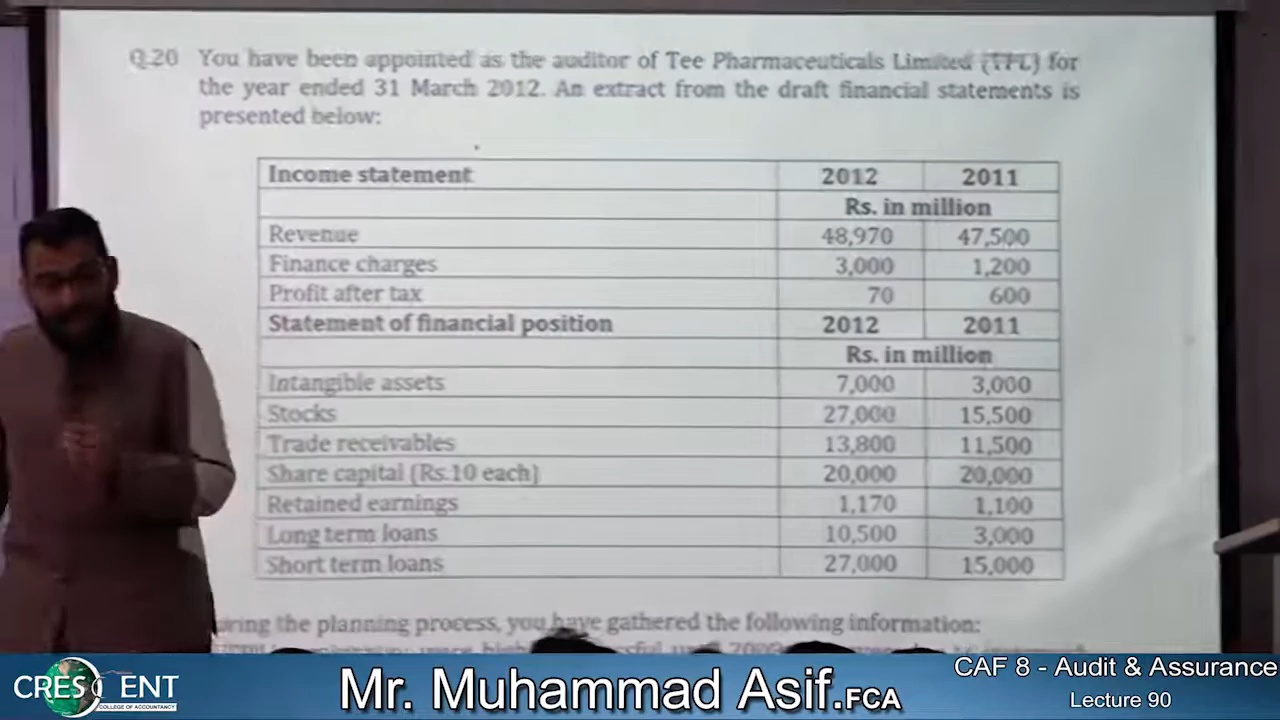 Q.20 You have been appointed as the auditor of Tee Pharmaceuticals Limited (TPL) for
the year ended 31 March 2012. An extract from the draft financial statements is
presented below:
Income statement 2012 2011
Rs. in million
Revenue 48,970 47,500
Finance charges 3,000 1,200
Profit after tax 70 600
Statement of financial position 2012 2011
Rs. in million
Intangible assets 7,000 3,000
Stocks 27,000 15,500
Trade receivables 13,800 11,500
Share capital (Rs.10 each) 20,000 20,000
Retained earnings 1,170 1,100
Long term loans 10,500 3,000
Short term loans 27,000 15,000
the planning process, you have gathered the following information:
CRESCENT
COLLEGE OF ACCOUNTANCY
Mr. Muhammad Asif.FCA
CAF 8 - Audit & Assurance
Lecture 90